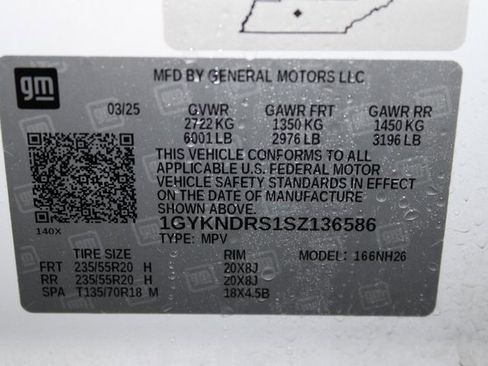 gm
MFD BY GENERAL MOTORS LLC
03/25 GVWR GAWR FRT GAWR RR
2722 KG 1350 KG 1450 KG
6001 LB 2976 LB 3196 LB
THIS VEHICLE CONFORMS TO ALL
APPLICABLE U.S. FEDERAL MOTOR
VEHICLE SAFETY STANDARDS IN EFFECT
ON THE DATE OF MANUFACTURE
SHOWN ABOVE.
140X 1GYKNDRS1SZ136586
TYPE: MPV
TIRE SIZE RIM MODEL: 166NH26
FRT 235/55R20 H 20X8J
RR 235/55R20 H 20X8J
SPA T135/70R18 M 18X4.5B